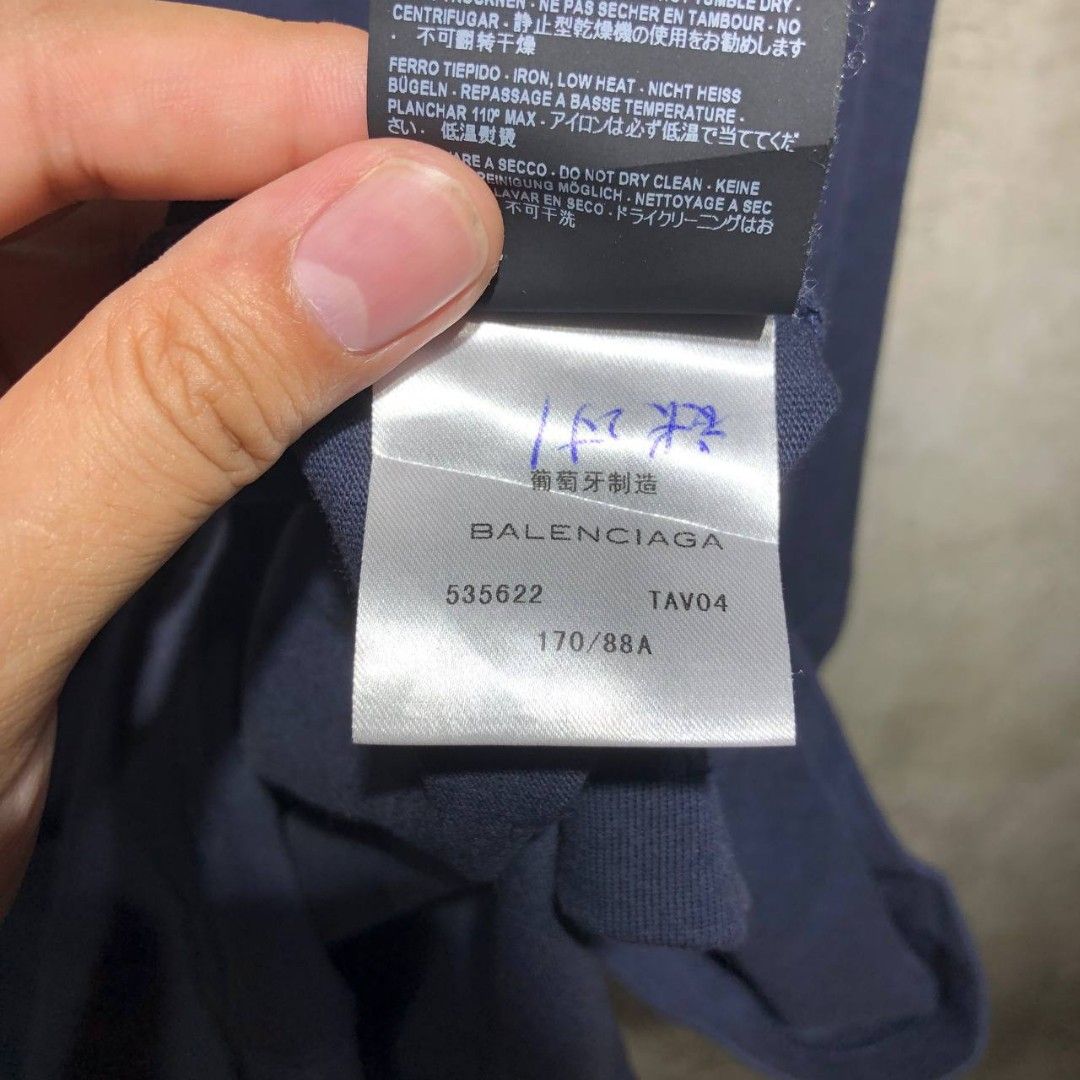 TROCKNEN - NE PAS SECHER EN TAMBOUR - NO
CENTRIFUGAR - 静止型乾燥機の使用をお勧めします
- 不可翻转干燥
FERRO TIEPIDO - IRON, LOW HEAT - NICHT HEISS
BÜGELN - REPASSAGE A BASSE TEMPERATURE -
PLANCHAR 110º MAX - アイロンは必ず低温で当ててくだ
さい - 低温熨烫
A SECCO - DO NOT DRY CLEAN - KEINE
REINIGUNG MÖGLICH - NETTOYAGE A SEC
LAVAR EN SECO - ドライクリーニングはお
不可干洗
葡萄牙制造
BALENCIAGA
535622 TAV04
170/88A